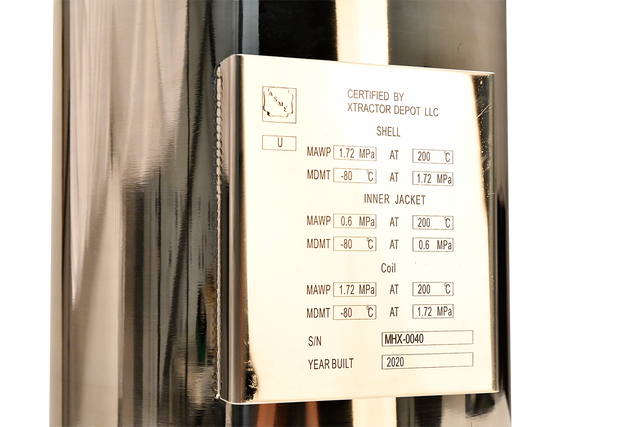 ASME
CERTIFIED BY
XTRACTOR DEPOT LLC
U
SHELL
MAWP 1.72 MPa AT 200 °C
MDMT -80 °C AT 1.72 MPa
INNER JACKET
MAWP 0.6 MPa AT 200 °C
MDMT -80 °C AT 0.6 MPa
Coil
MAWP 1.72 MPa AT 200 °C
MDMT -80 °C AT 1.72 MPa
S/N MHX-0040
YEAR BUILT 2020